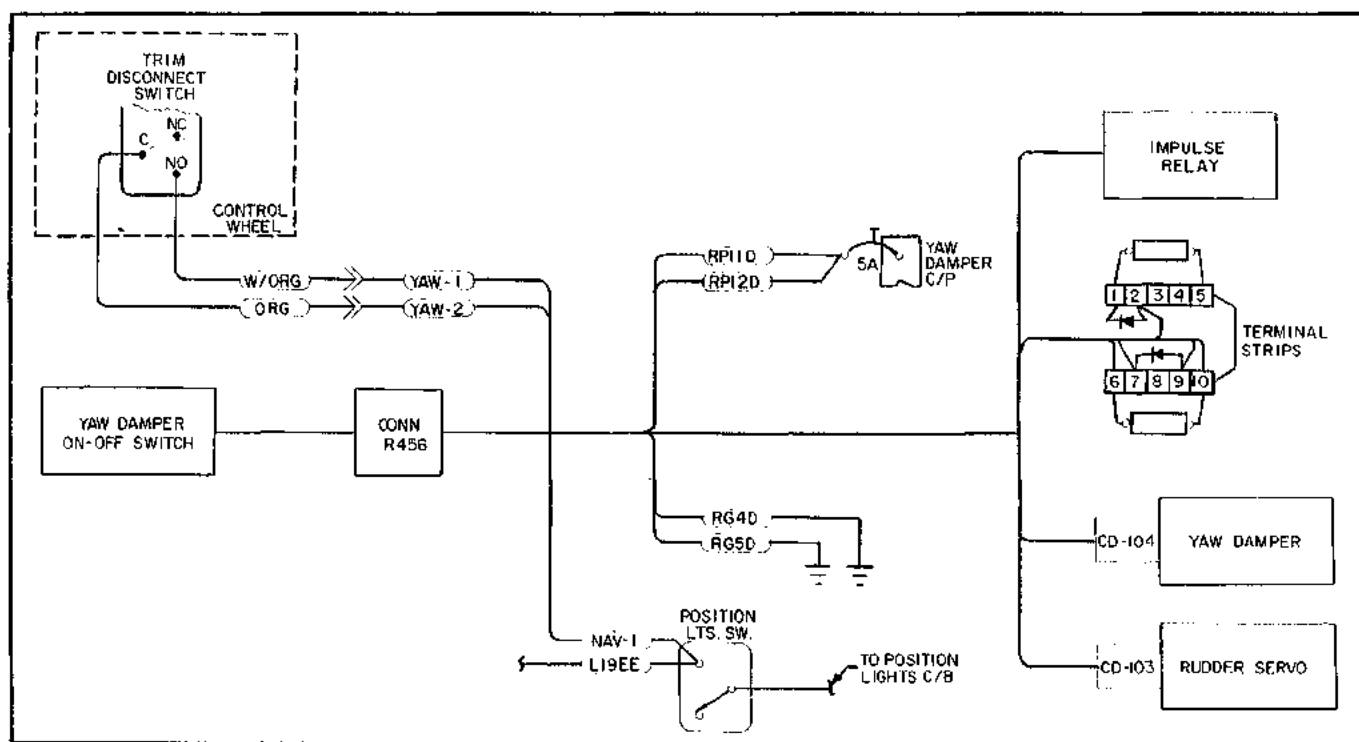 TRIM
DISCONNECT
SWITCH
NC
C
NO
CONTROL
WHEEL
W/ORG
YAW-1
ORG
YAW-2
RP11D
RP12D
5A
YAW
DAMPER
C/P
IMPULSE
RELAY
1 2 3 4 5
TERMINAL
STRIPS
6 7 8 9 10
YAW DAMPER
ON-OFF SWITCH
CONN
R456
RG4D
RG5D
CD-104
YAW DAMPER
POSITION
LTS. SW.
NAV-1
L19EE
TO POSITION
LIGHTS C/B
CD-103
RUDDER SERVO